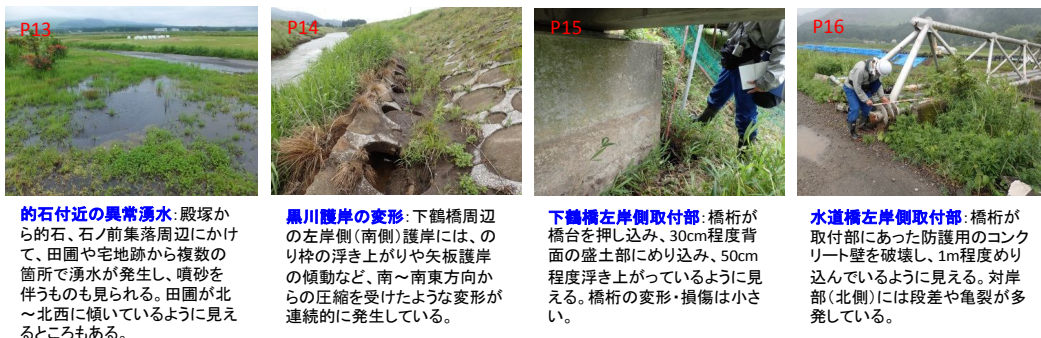 P13
P14
P15
P16
的石付近の異常湧水：殿塚か
ら的石、石ノ前集落周辺にかけ
て、田圃や宅地跡から複数の
箇所で湧水が発生し、噴砂を
伴うものも見られる。田圃が北
～北西に傾いているように見え
るところもある。
黒川護岸の変形：下鶴橋周辺
の左岸側（南側）護岸には、の
り枠の浮き上がりや矢板護岸
の傾動など、南～南東方向か
らの圧縮を受けたような変形が
連続的に発生している。
下鶴橋左岸側取付部：橋桁が
橋台を押し込み、30cm程度背
面の盛土部にめり込み、50cm
程度浮き上がっているように見
える。橋桁の変形・損傷は小さ
い。
水道橋左岸側取付部：橋桁が
取付部にあった防護用のコンク
リート壁を破壊し、1m程度めり
込んでいるように見える。対岸
部（北側）には段差や亀裂が多
発している。